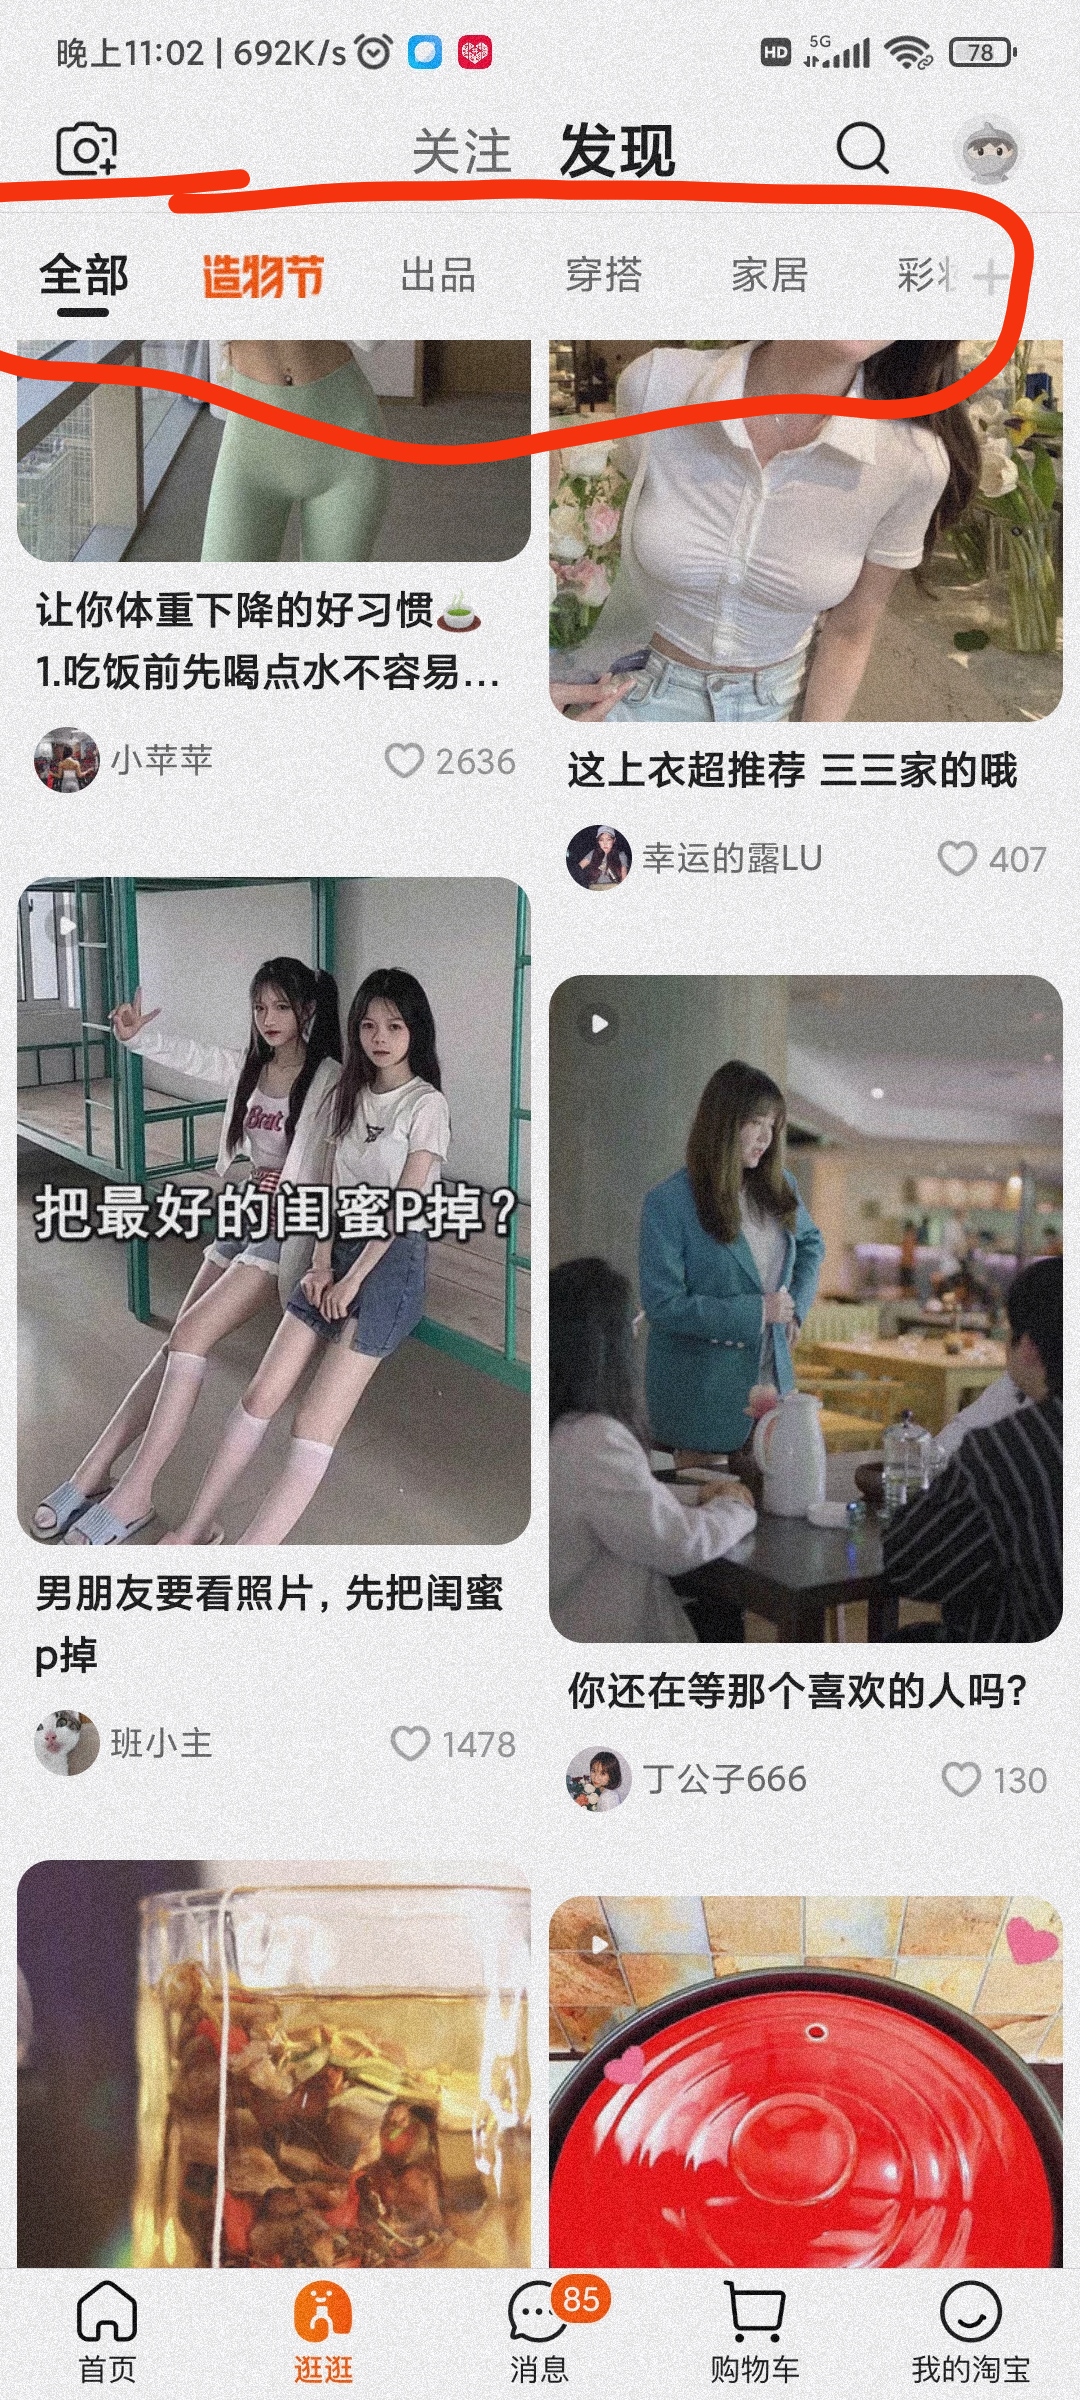 晚上11:02 | 692K/s
HD 5G 78
关注 发现
全部 造物节 出品 穿搭 家居 彩
让你体重下降的好习惯🍵
1.吃饭前先喝点水不容易...
小苹苹 2636
这上衣超推荐 三三家的哦
幸运的露LU 407
Brat
把最好的闺蜜P掉?
男朋友要看照片，先把闺蜜
p掉
班小主 1478
你还在等那个喜欢的人吗?
丁公子666 130
首页 逛逛 消息 85 购物车 我的淘宝